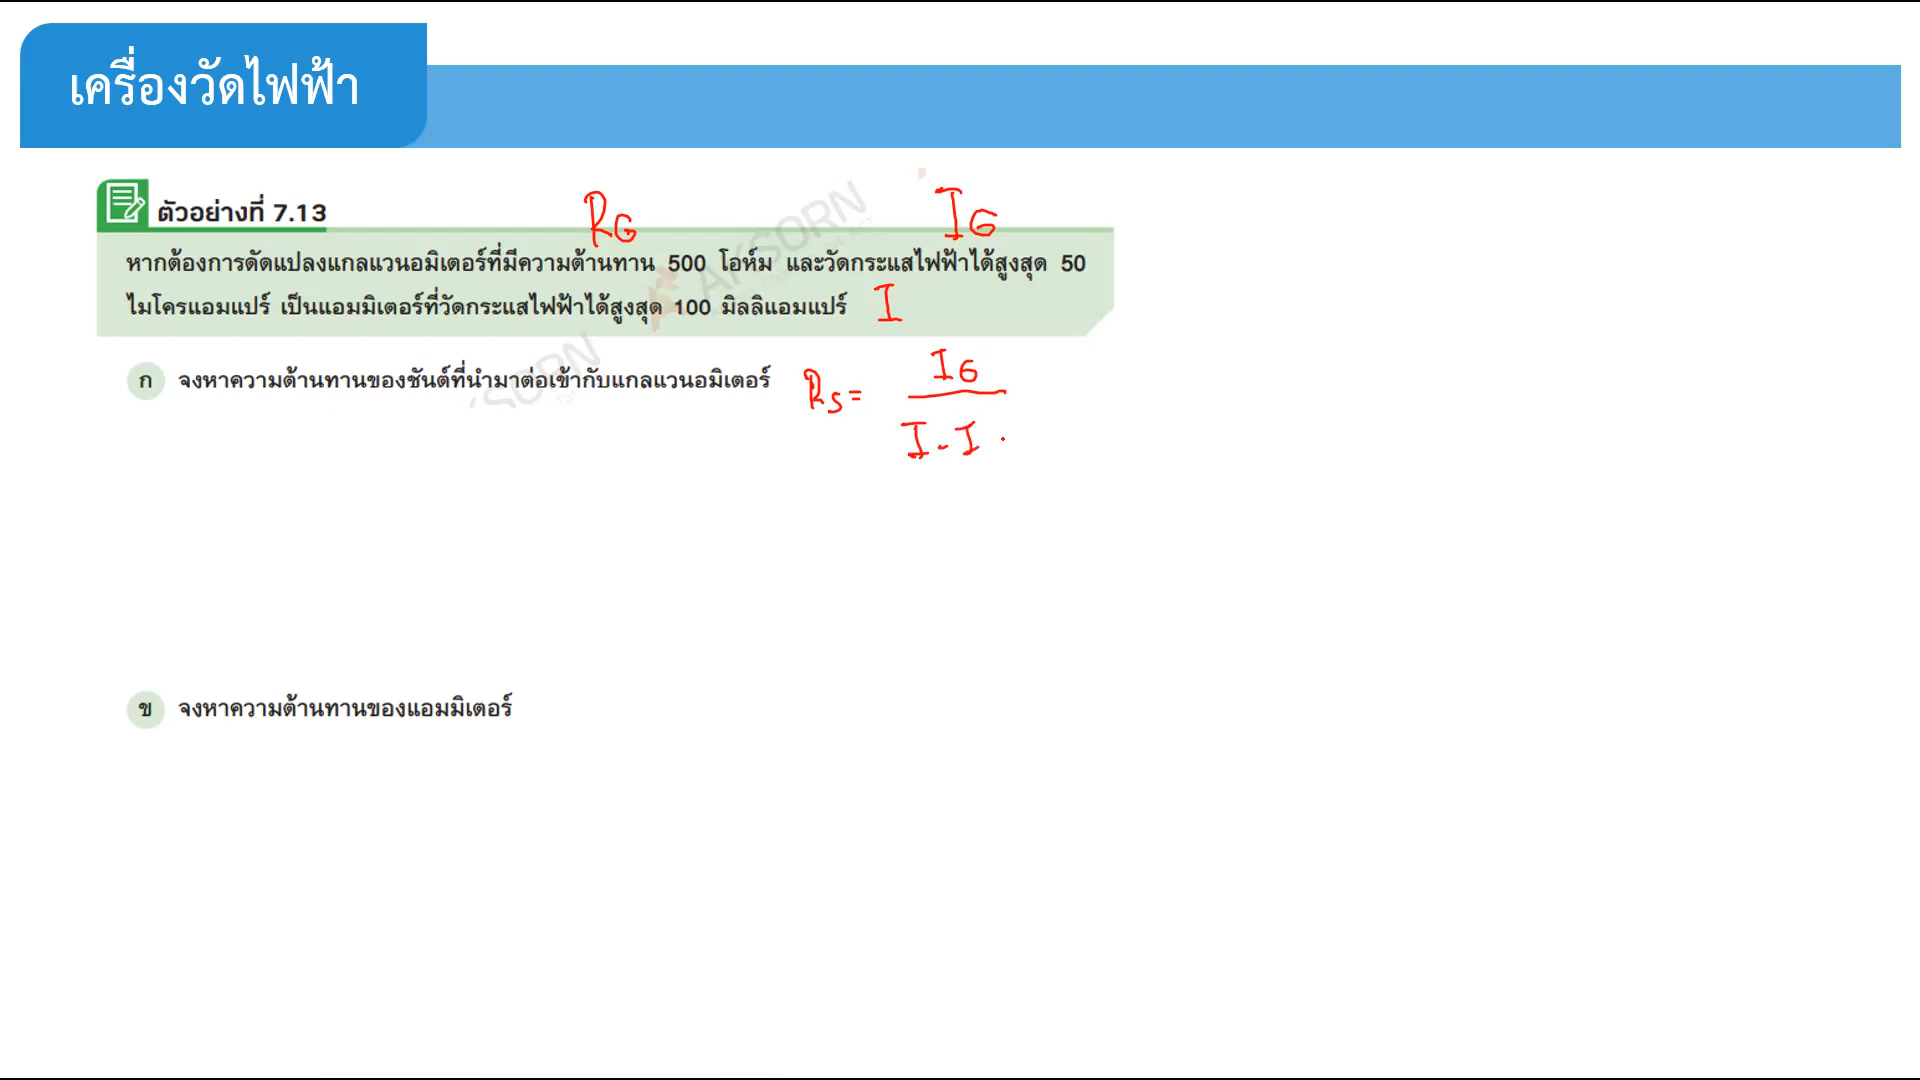 เครื่องวัดไฟฟ้า
ตัวอย่างที่ 7.13
R_G I_G
หากต้องการดัดแปลงแกลแวนอมิเตอร์ที่มีความต้านทาน 500 โอห์ม และวัดกระแสไฟฟ้าได้สูงสุด 50
ไมโครแอมแปร์ เป็นแอมมิเตอร์ที่วัดกระแสไฟฟ้าได้สูงสุด 100 มิลลิแอมแปร์ I
ก จงหาความต้านทานของชันต์ที่นำมาต่อเข้ากับแกลแวนอมิเตอร์ R_S = I_G
I - I
ข จงหาความต้านทานของแอมมิเตอร์
AKSORN
KSORN